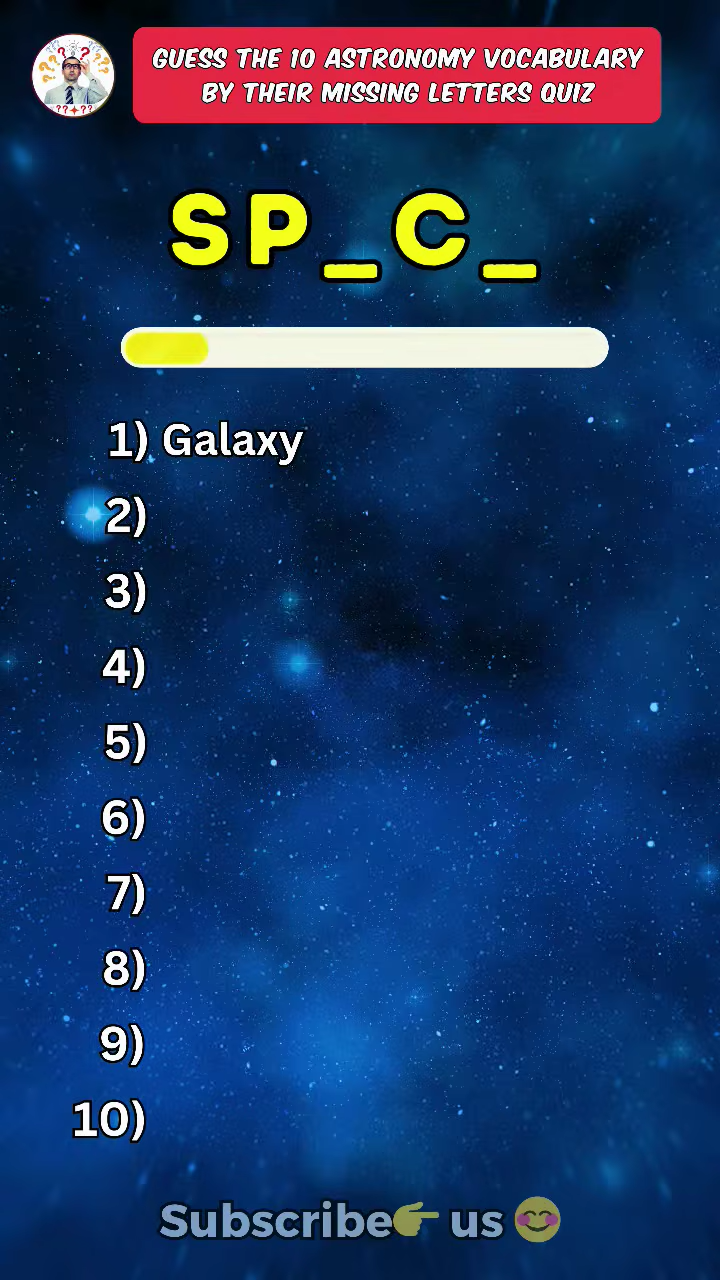 GUESS THE 10 ASTRONOMY VOCABULARY
BY THEIR MISSING LETTERS QUIZ
SP_C_
1) Galaxy
2)
3)
4)
5)
6)
7)
8)
9)
10)
Subscribe👉 us 😊